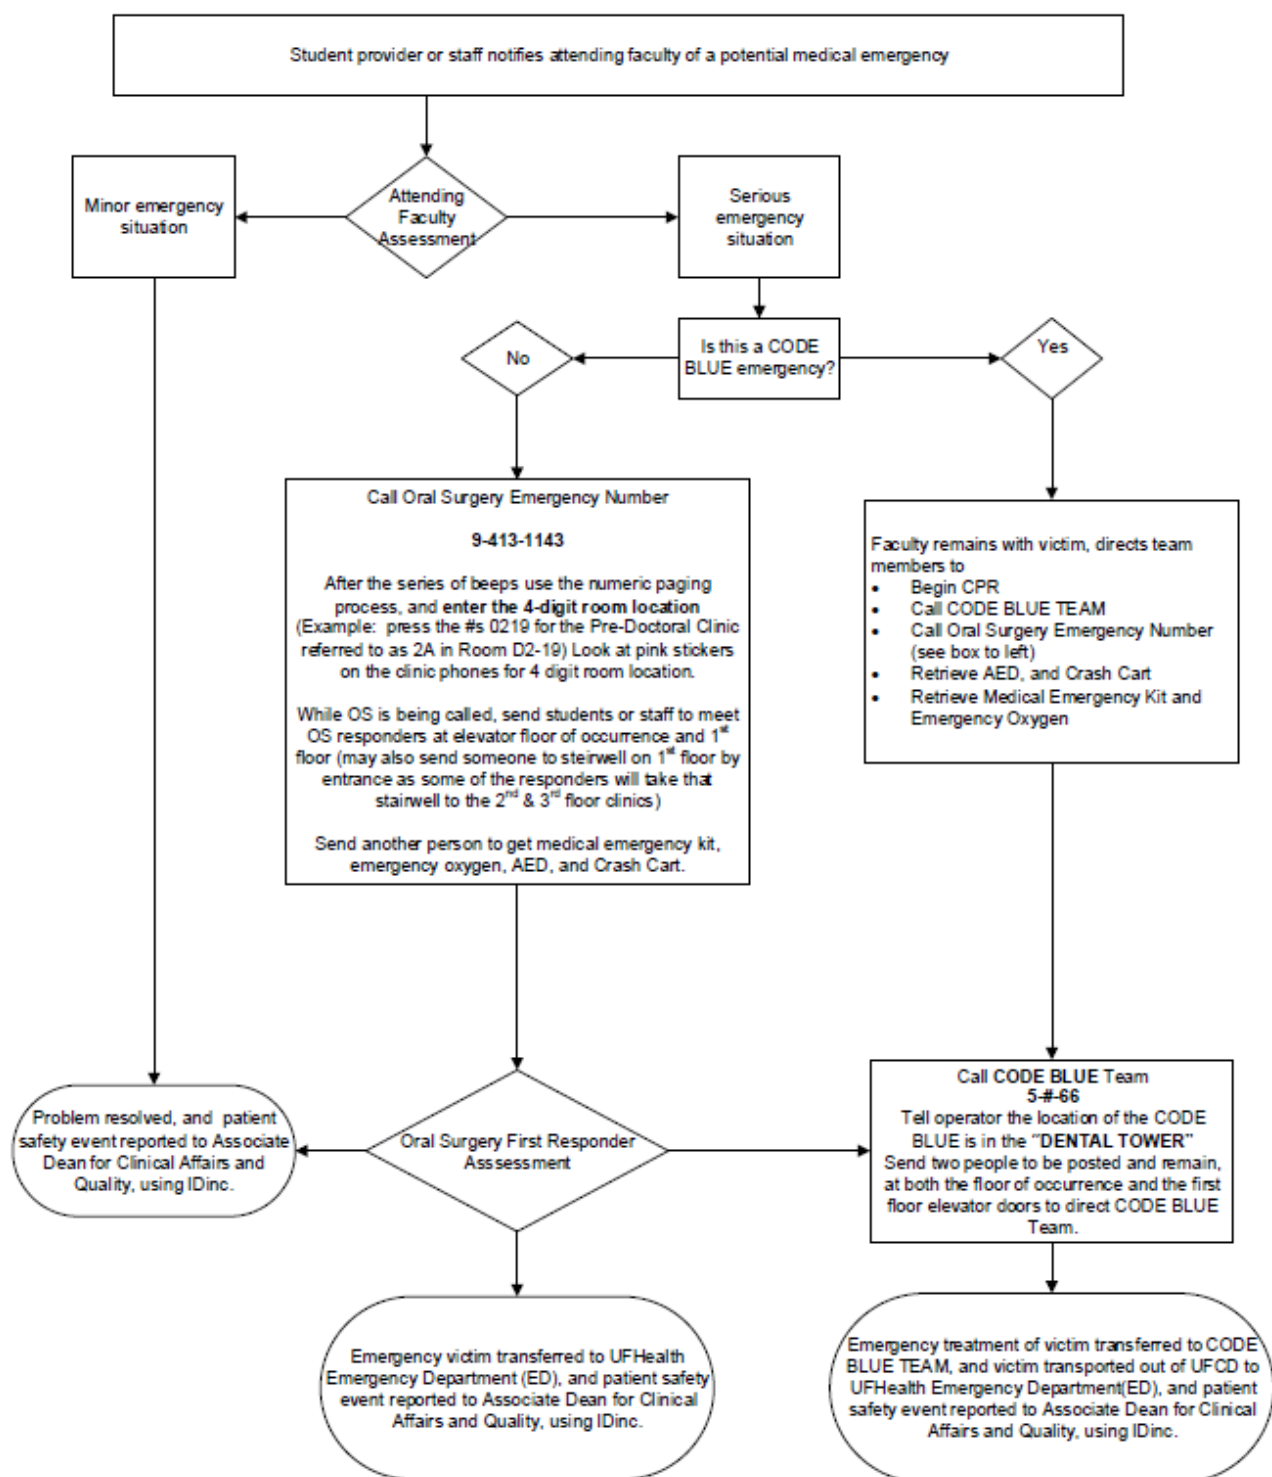 Student provider or staff notifies attending faculty of a potential medical emergency
Minor emergency
situation
Attending
Faculty
Assessment
Serious
emergency
situation
No
Is this a CODE
BLUE emergency?
Yes
Call Oral Surgery Emergency Number
9-413-1143
After the series of beeps use the numeric paging
process, and enter the 4-digit room location
(Example: press the #s 0219 for the Pre-Doctoral Clinic
referred to as 2A in Room D2-19) Look at pink stickers
on the clinic phones for 4 digit room location.
While OS is being called, send students or staff to meet
OS responders at elevator floor of occurrence and 1st
floor (may also send someone to steirwell on 1st floor by
entrance as some of the responders will take that
stairwell to the 2nd & 3rd floor clinics)
Send another person to get medical emergency kit,
emergency oxygen, AED, and Crash Cart.
Faculty remains with victim, directs team
members to
• Begin CPR
• Call CODE BLUE TEAM
• Call Oral Surgery Emergency Number
(see box to left)
• Retrieve AED, and Crash Cart
• Retrieve Medical Emergency Kit and
Emergency Oxygen
Problem resolved, and patient
safety event reported to Associate
Dean for Clinical Affairs and
Quality, using IDinc.
Oral Surgery First Responder
Asssessment
Call CODE BLUE Team
5-#-66
Tell operator the location of the CODE
BLUE is in the "DENTAL TOWER"
Send two people to be posted and remain,
at both the floor of occurrence and the first
floor elevator doors to direct CODE BLUE
Team.
Emergency victim transferred to UFHealth
Emergency Department (ED), and patient safety
event reported to Associate Dean for Clinical
Affairs and Quality, using IDinc.
Emergency treatment of victim transferred to CODE
BLUE TEAM, and victim transported out of UFCD to
UFHealth Emergency Department(ED), and patient
safety event reported to Associate Dean for Clinical
Affairs and Quality, using IDinc.